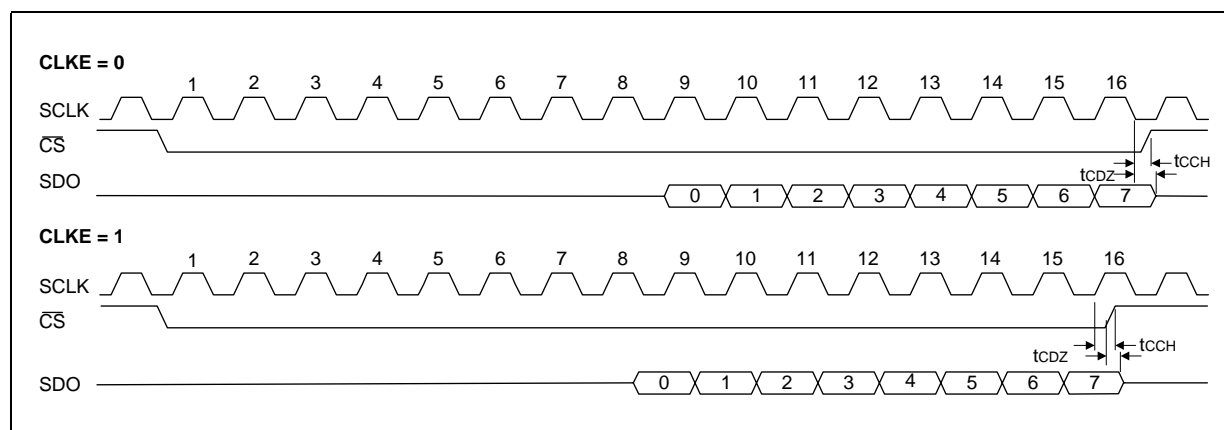 CLKE = 0
1 2 3 4 5 6 7 8 9 10 11 12 13 14 15 16
SCLK
CS
tCCH
tCDZ
SDO
0 1 2 3 4 5 6 7
CLKE = 1
1 2 3 4 5 6 7 8 9 10 11 12 13 14 15 16
SCLK
CS
tCDZ tCCH
SDO
0 1 2 3 4 5 6 7